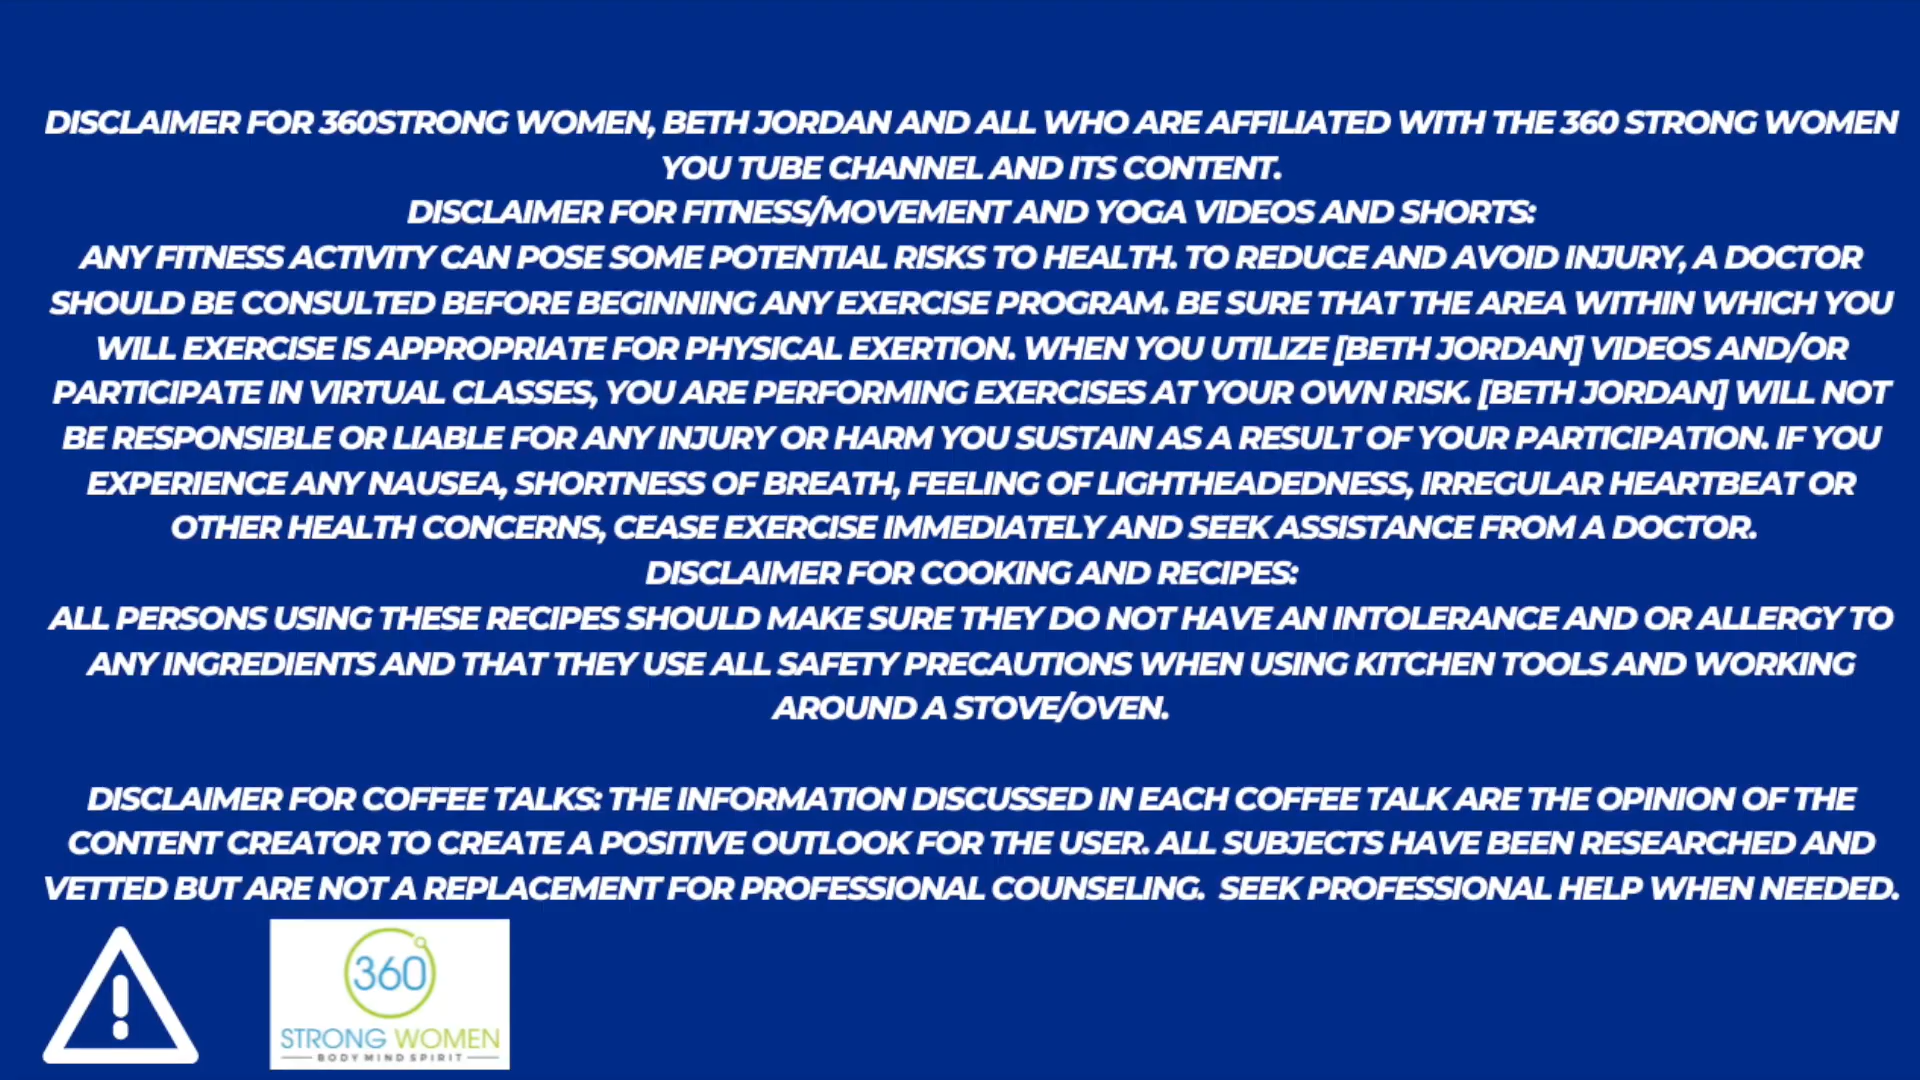 DISCLAIMER FOR 360STRONG WOMEN, BETH JORDAN AND ALL WHO ARE AFFILIATED WITH THE 360 STRONG WOMEN
YOU TUBE CHANNEL AND ITS CONTENT.
DISCLAIMER FOR FITNESS/MOVEMENT AND YOGA VIDEOS AND SHORTS:
ANY FITNESS ACTIVITY CAN POSE SOME POTENTIAL RISKS TO HEALTH. TO REDUCE AND AVOID INJURY, A DOCTOR
SHOULD BE CONSULTED BEFORE BEGINNING ANY EXERCISE PROGRAM. BE SURE THAT THE AREA WITHIN WHICH YOU
WILL EXERCISE IS APPROPRIATE FOR PHYSICAL EXERTION. WHEN YOU UTILIZE [BETH JORDAN] VIDEOS AND/OR
PARTICIPATE IN VIRTUAL CLASSES, YOU ARE PERFORMING EXERCISES AT YOUR OWN RISK. [BETH JORDAN] WILL NOT
BE RESPONSIBLE OR LIABLE FOR ANY INJURY OR HARM YOU SUSTAIN AS A RESULT OF YOUR PARTICIPATION. IF YOU
EXPERIENCE ANY NAUSEA, SHORTNESS OF BREATH, FEELING OF LIGHTHEADEDNESS, IRREGULAR HEARTBEAT OR
OTHER HEALTH CONCERNS, CEASE EXERCISE IMMEDIATELY AND SEEK ASSISTANCE FROM A DOCTOR.
DISCLAIMER FOR COOKING AND RECIPES:
ALL PERSONS USING THESE RECIPES SHOULD MAKE SURE THEY DO NOT HAVE AN INTOLERANCE AND OR ALLERGY TO
ANY INGREDIENTS AND THAT THEY USE ALL SAFETY PRECAUTIONS WHEN USING KITCHEN TOOLS AND WORKING
AROUND A STOVE/OVEN.
DISCLAIMER FOR COFFEE TALKS: THE INFORMATION DISCUSSED IN EACH COFFEE TALK ARE THE OPINION OF THE
CONTENT CREATOR TO CREATE A POSITIVE OUTLOOK FOR THE USER. ALL SUBJECTS HAVE BEEN RESEARCHED AND
VETTED BUT ARE NOT A REPLACEMENT FOR PROFESSIONAL COUNSELING. SEEK PROFESSIONAL HELP WHEN NEEDED.
360
STRONG WOMEN
BODY MIND SPIRIT